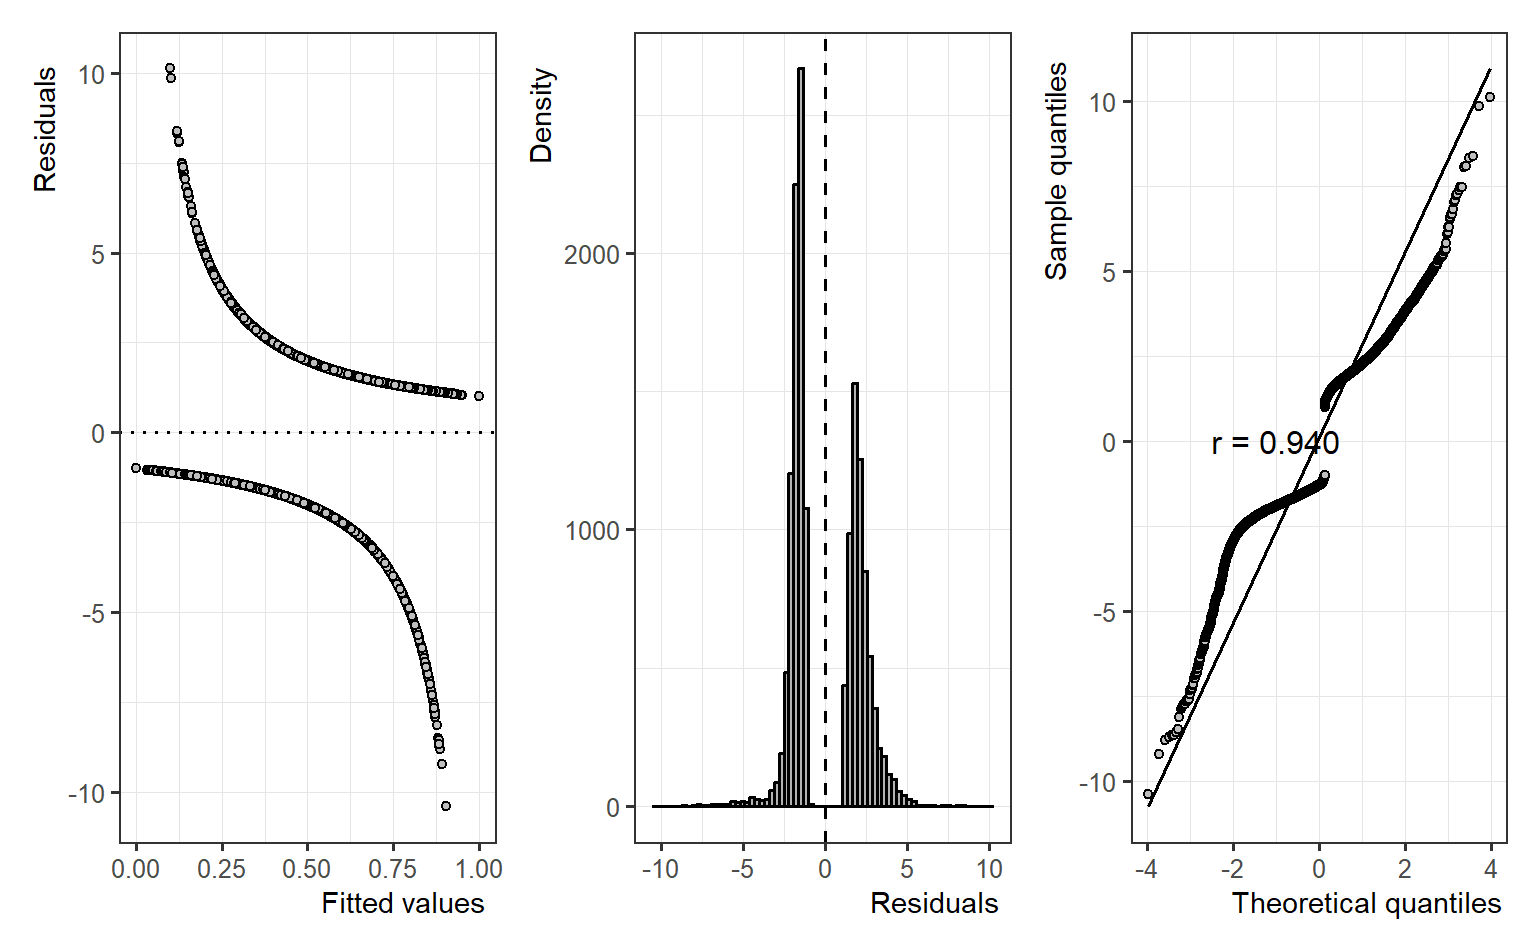 Residuals
10
5
0
-5
-10
0.00 0.25 0.50 0.75 1.00
Fitted values
Density
2000
1000
0
-10 -5 0 5 10
Residuals
Sample quantiles
10
5
0
-5
-10
r = 0.940
-4 -2 0 2 4
Theoretical quantiles